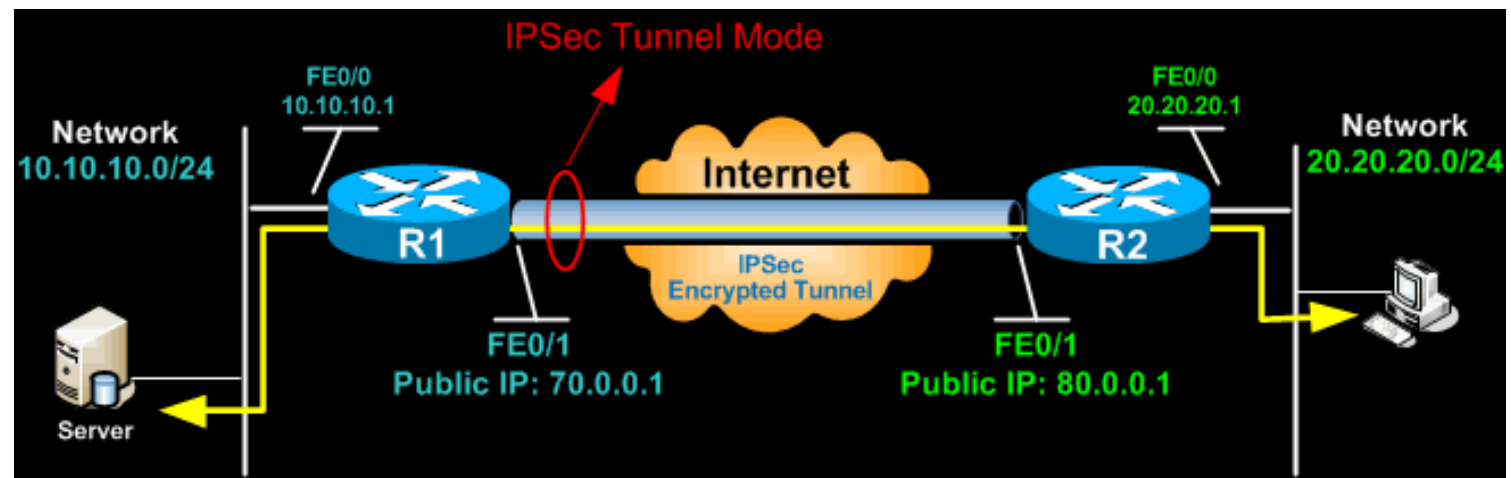 IPSec Tunnel Mode
FE0/0
10.10.10.1
FE0/0
20.20.20.1
Network
10.10.10.0/24
Network
20.20.20.0/24
Internet
R1
R2
IPSec
Encrypted Tunnel
FE0/1
Public IP: 70.0.0.1
FE0/1
Public IP: 80.0.0.1
Server